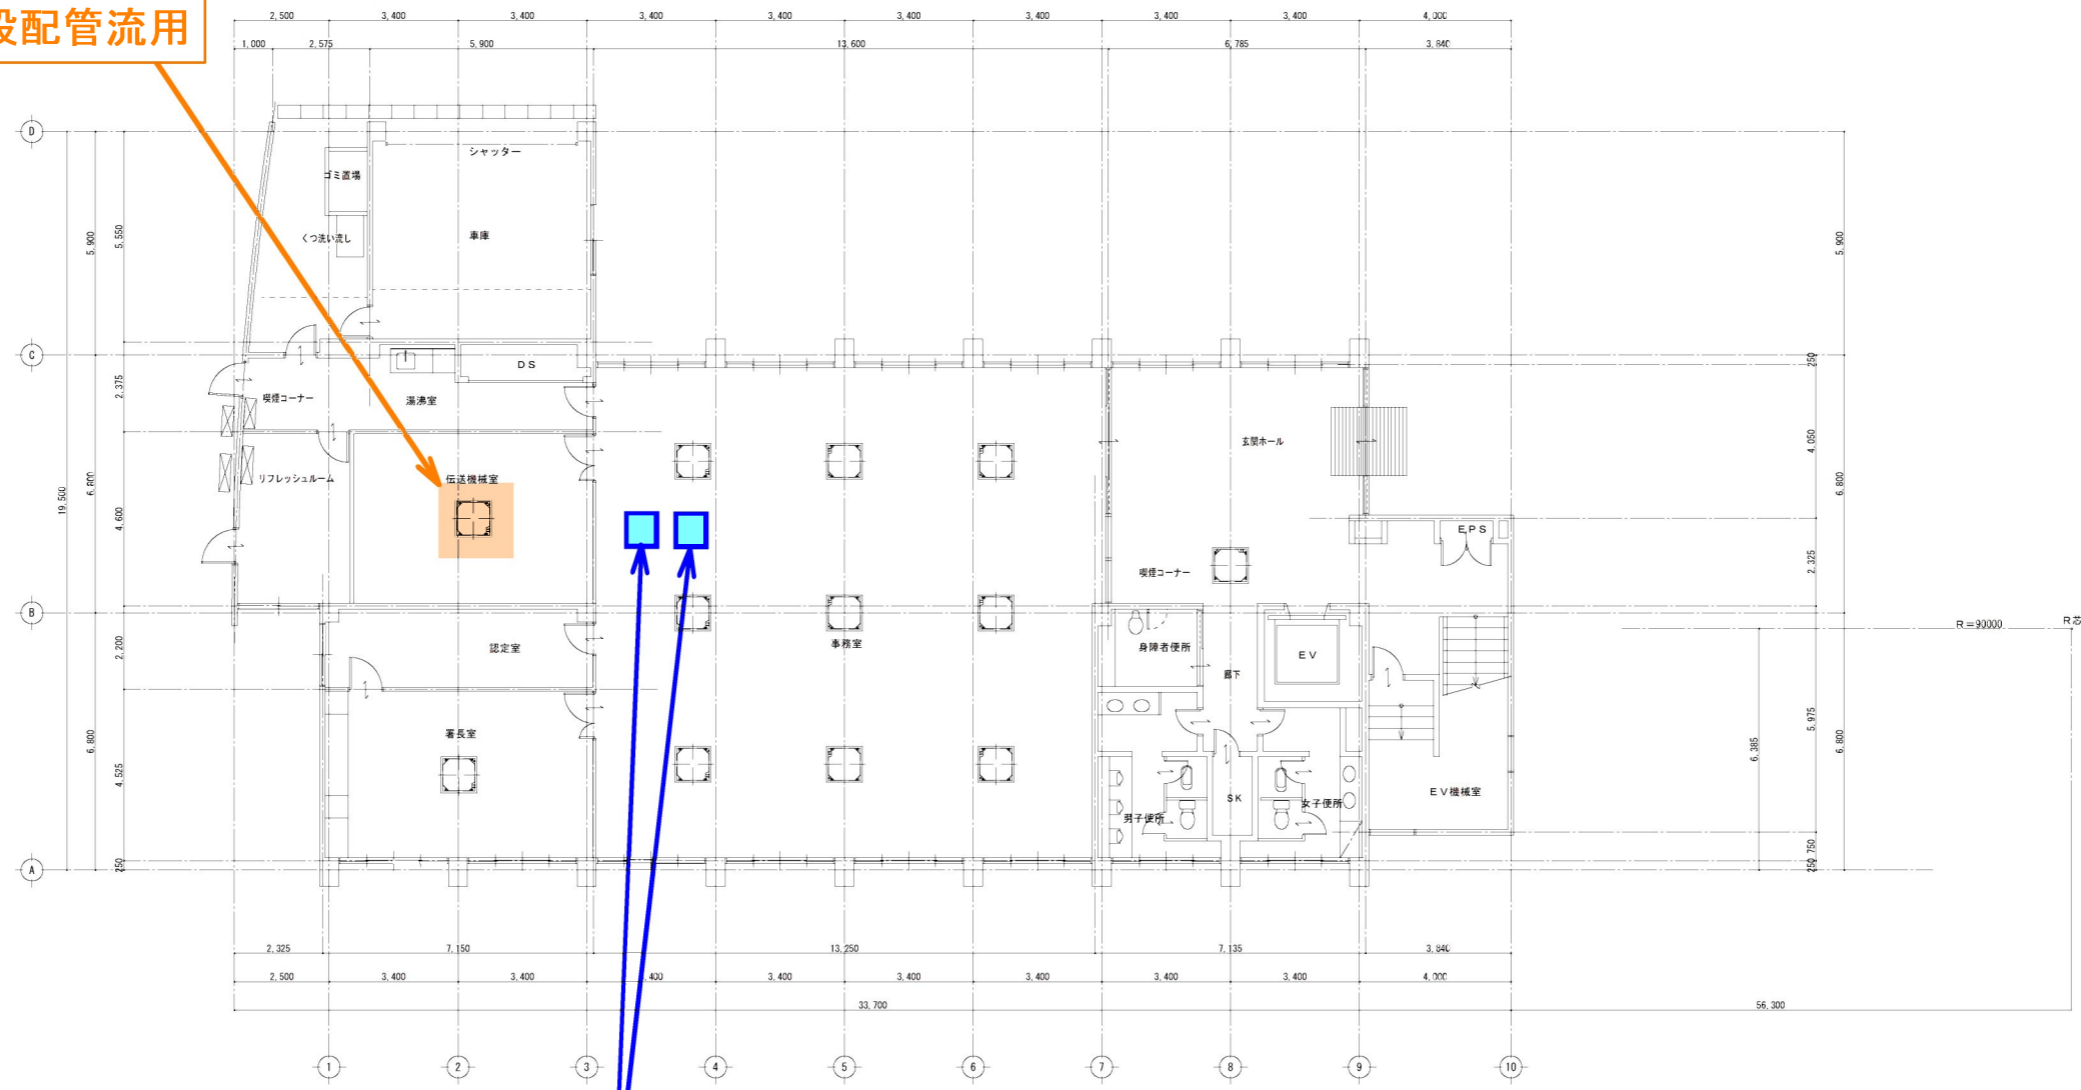 設配管流用
2,500 3,400 3,400 3,400 3,400 3,400 3,400 3,400 3,400 4,000
1,000 2,575 5,900 13,600 6,785 3,840
D
シャッター
ゴミ置場
くつ洗い流し
車庫
5,900
5,550
5,900
C
DS
250
2,375
喫煙コーナー
湯沸室
玄関ホール
4,050
伝送機械室
リフレッシュルーム
19,500
6,800
4,600
6,800
EPS
喫煙コーナー
2,325
B
R=90000
R芯
認定室
事務室
身障者便所
EV
2,200
廊下
署長室
6,800
4,525
6,385
5,975
6,800
EV機械室
SK
女子便所
男子便所
750
250
250
A
2,325 7,150 13,250 7,135 3,840
2,500 3,400 3,400 3,400 3,400 3,400 3,400 3,400 4,000
33,700 56,300
1 2 3 4 5 6 7 8 9 10